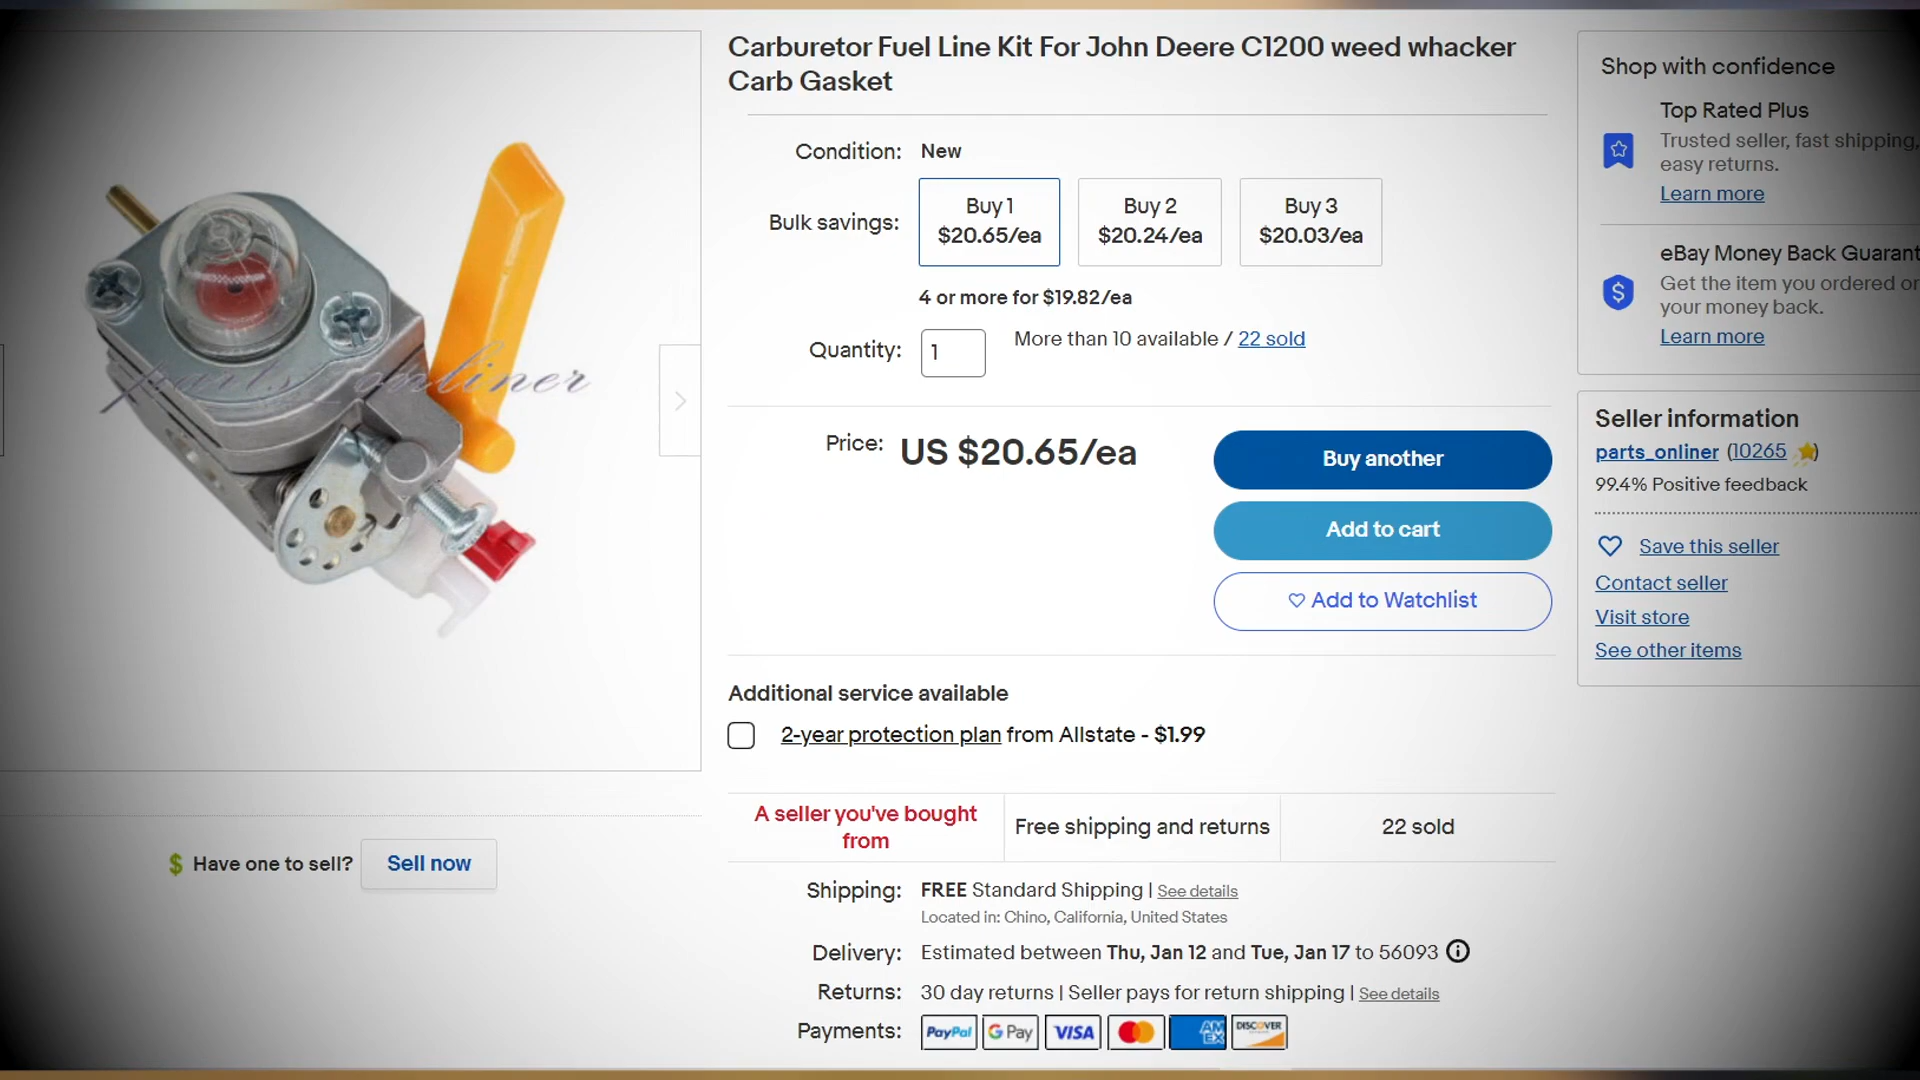 Carburetor Fuel Line Kit For John Deere C1200 weed whacker
Carb Gasket
Condition: New
Bulk savings:
Buy 1
$20.65/ea
Buy 2
$20.24/ea
Buy 3
$20.03/ea
4 or more for $19.82/ea
Quantity: 1
More than 10 available / 22 sold
Price: US $20.65/ea
Buy another
Add to cart
Add to Watchlist
Additional service available
2-year protection plan from Allstate - $1.99
A seller you've bought
from
Free shipping and returns
22 sold
Shipping: FREE Standard Shipping | See details
Located in: Chino, California, United States
Delivery: Estimated between Thu, Jan 12 and Tue, Jan 17 to 56093
Returns: 30 day returns | Seller pays for return shipping | See details
Payments: PayPal G Pay VISA AMEX DISCOVER
parts_onliner
Have one to sell? Sell now
Shop with confidence
Top Rated Plus
Trusted seller, fast shipping,
easy returns.
Learn more
eBay Money Back Guarant
Get the item you ordered or
your money back.
Learn more
Seller information
parts_onliner (10265)
99.4% Positive feedback
Save this seller
Contact seller
Visit store
See other items